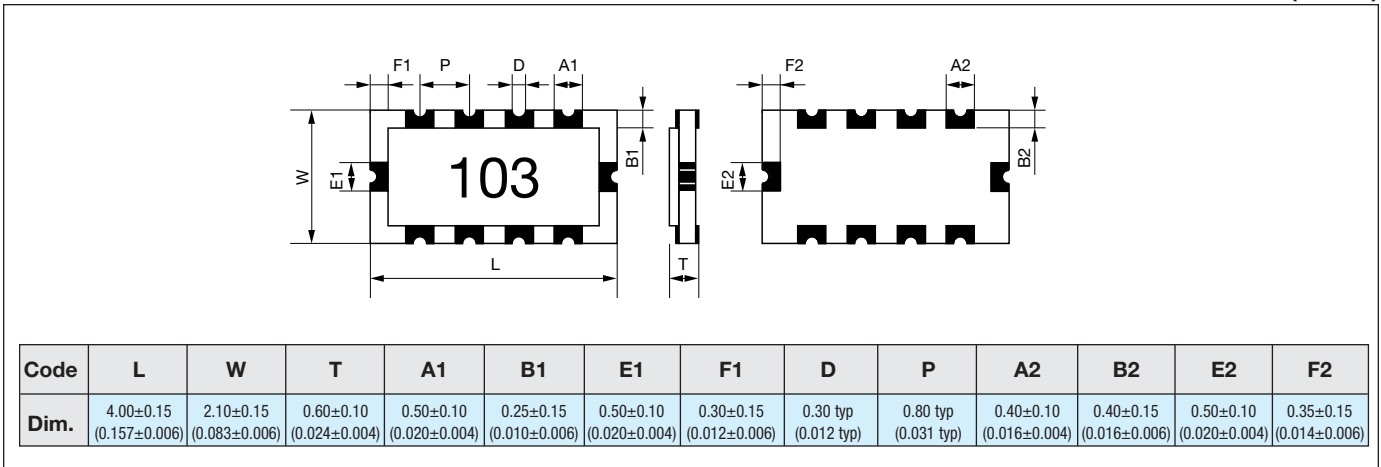 F1 P D A1 F2 A2
W E1 103 B1 E2 B2
L T
Code L W T A1 B1 E1 F1 D P A2 B2 E2 F2
Dim. 4.00±0.15 2.10±0.15 0.60±0.10 0.50±0.10 0.25±0.15 0.50±0.10 0.30±0.15 0.30 typ 0.80 typ 0.40±0.10 0.40±0.15 0.50±0.10 0.35±0.15
(0.157±0.006) (0.083±0.006) (0.024±0.004) (0.020±0.004) (0.010±0.006) (0.020±0.004) (0.012±0.006) (0.012 typ) (0.031 typ) (0.016±0.004) (0.016±0.006) (0.020±0.004) (0.014±0.006)